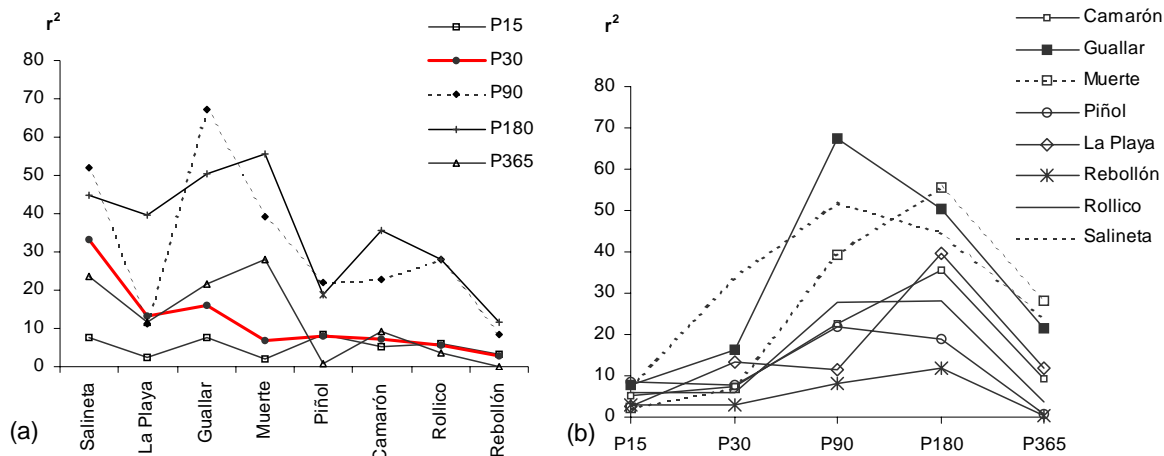 r²
P15
P30
P90
P180
P365
80
70
60
50
40
30
20
10
0
Salineta
La Playa
Guallar
Muerte
Piñol
Camarón
Rollico
Rebollón
(a)
r²
Camarón
Guallar
Muerte
Piñol
La Playa
Rebollón
Rollico
Salineta
80
70
60
50
40
30
20
10
0
P15
P30
P90
P180
P365
(b)